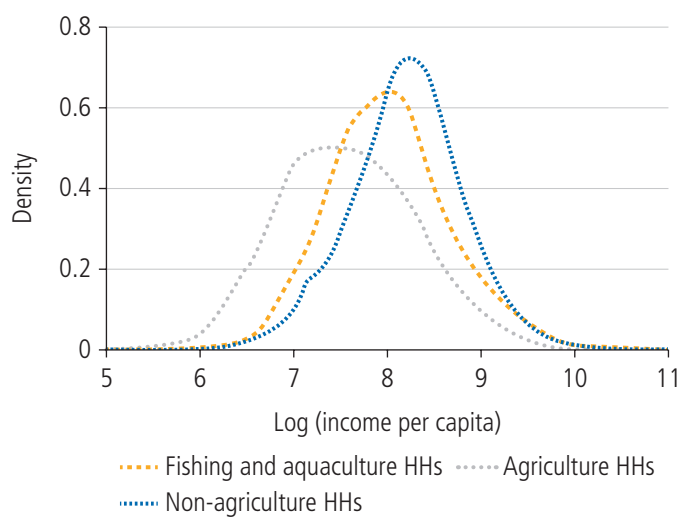 0.8
0.6
0.4
0.2
0
Density
5 6 7 8 9 10 11
Log (income per capita)
Fishing and aquaculture HHs Agriculture HHs
Non-agriculture HHs